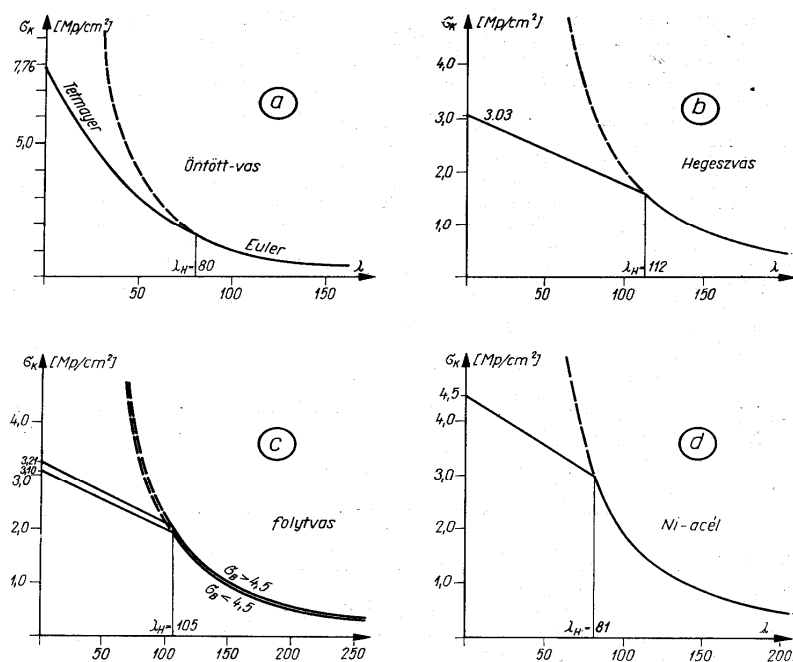 σK [Mp/cm²]
7,76
5,0
Tetmayer
a
Öntött-vas
Euler
λH=80
λ
50
100
150
σK [Mp/cm²]
4,0
3,0
2,0
1,0
3.03
b
Hegeszvas
λH=112
λ
50
100
150
200
σK [Mp/cm²]
4,0
3,21
3,10
3,0
2,0
1,0
c
folytvas
σB > 4,5
σB < 4,5
λH=105
50
100
150
200
250
σK [Mp/cm²]
4,5
4,0
3,0
2,0
1,0
d
Ni-acél
λH=81
λ
50
100
150
200